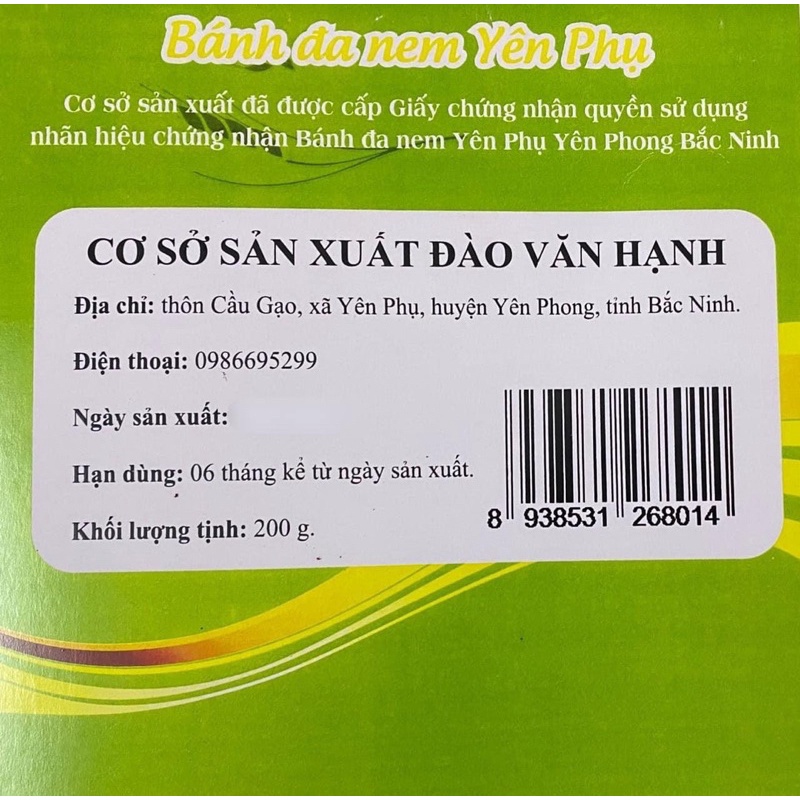 Bánh đa nem Yên Phụ
Cơ sở sản xuất đã được cấp Giấy chứng nhận quyền sử dụng
nhãn hiệu chứng nhận Bánh đa nem Yên Phụ Yên Phong Bắc Ninh
CƠ SỞ SẢN XUẤT ĐÀO VĂN HẠNH
Địa chỉ: thôn Cầu Gạo, xã Yên Phụ, huyện Yên Phong, tỉnh Bắc Ninh.
Điện thoại: 0986695299
Ngày sản xuất:
Hạn dùng: 06 tháng kể từ ngày sản xuất.
Khối lượng tịnh: 200 g.
8 938531 268014